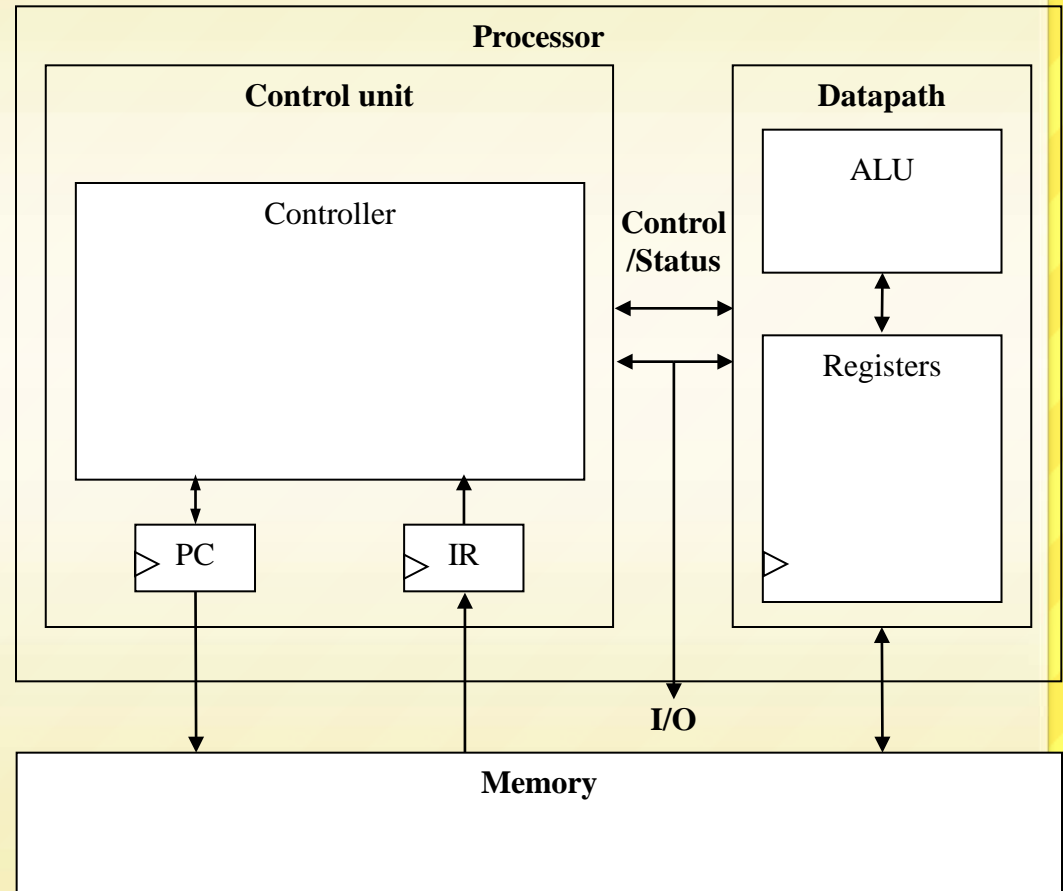 Processor
Control unit
Datapath
ALU
Controller
Control
/Status
Registers
PC
IR
I/O
Memory